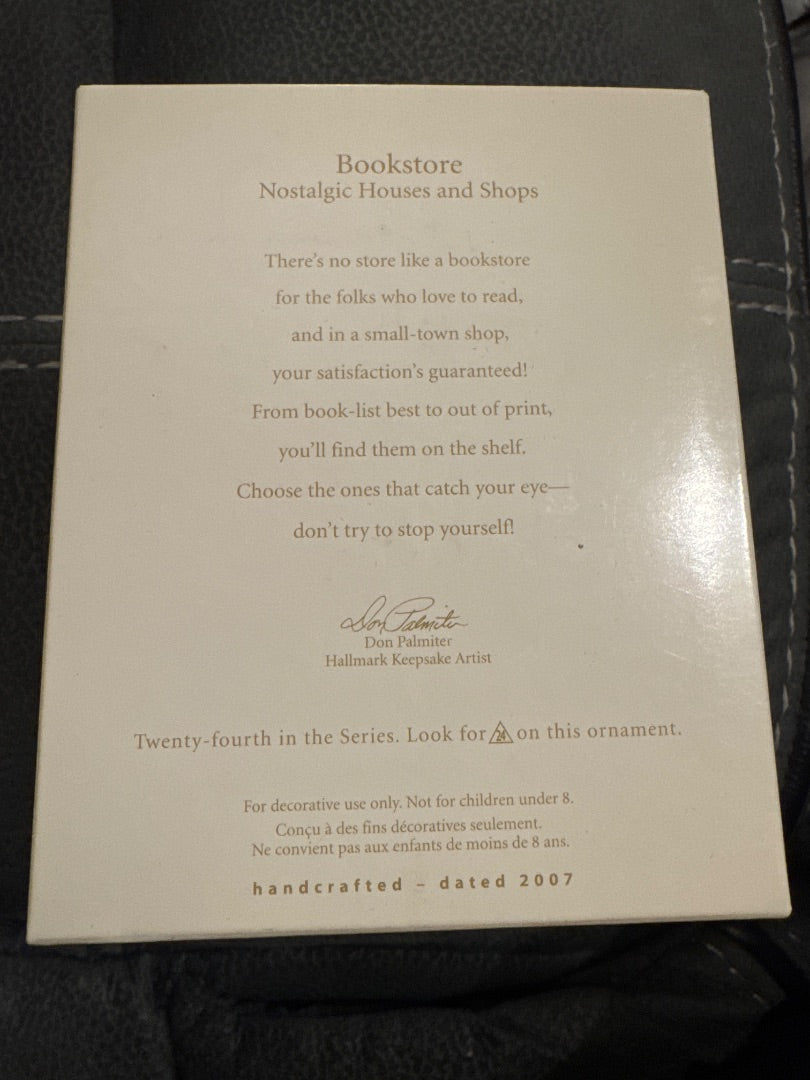 Bookstore
Nostalgic Houses and Shops
There's no store like a bookstore
for the folks who love to read,
and in a small-town shop,
your satisfaction's guaranteed!
From book-list best to out of print,
you'll find them on the shelf.
Choose the ones that catch your eye—
don't try to stop yourself!
Don Palmiter
Don Palmiter
Hallmark Keepsake Artist
Twenty-fourth in the Series. Look for 24 on this ornament.
For decorative use only. Not for children under 8.
Conçu à des fins décoratives seulement.
Ne convient pas aux enfants de moins de 8 ans.
handcrafted – dated 2007